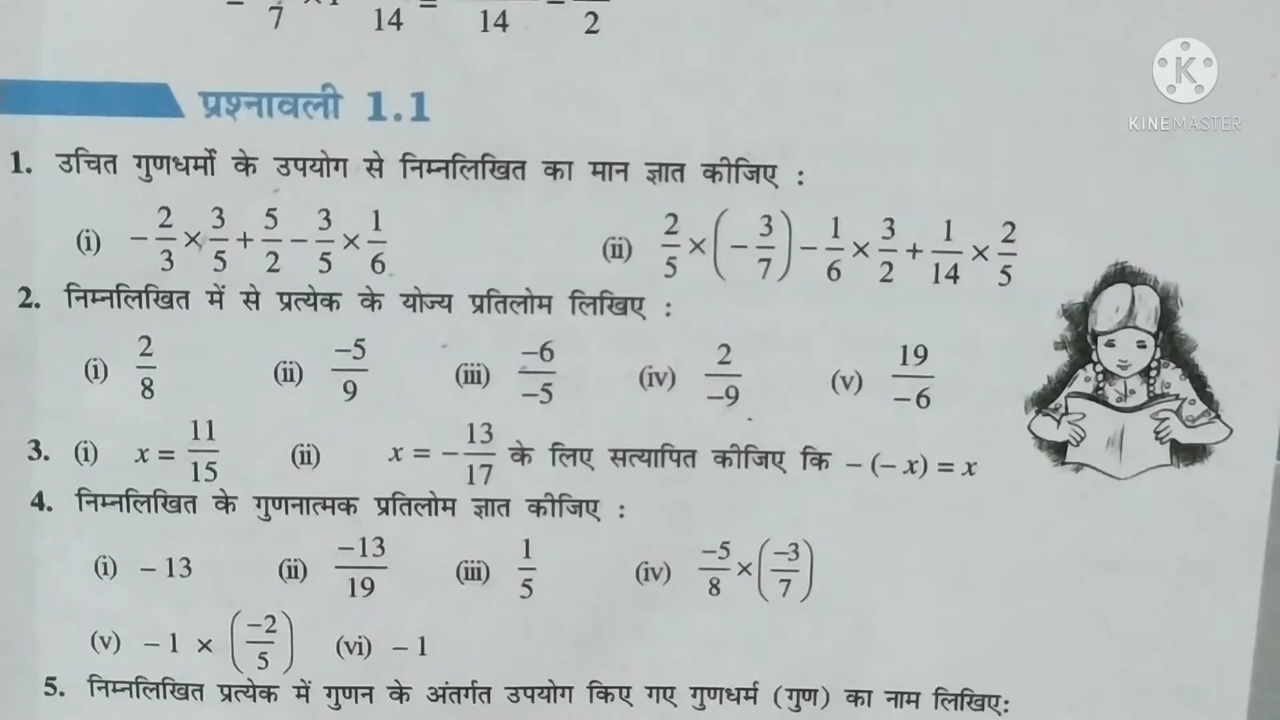 7 14 = 14 2
प्रश्नावली 1.1
KINEMASTER
1. उचित गुणधर्मों के उपयोग से निम्नलिखित का मान ज्ञात कीजिए :
(i) -2/3 × 3/5 + 5/2 - 3/5 × 1/6 (ii) 2/5 × (-3/7) - 1/6 × 3/2 + 1/14 × 2/5
2. निम्नलिखित में से प्रत्येक के योज्य प्रतिलोम लिखिए :
(i) 2/8 (ii) -5/9 (iii) -6/-5 (iv) 2/-9 (v) 19/-6
3. (i) x = 11/15 (ii) x = -13/17 के लिए सत्यापित कीजिए कि -(-x) = x
4. निम्नलिखित के गुणनात्मक प्रतिलोम ज्ञात कीजिए :
(i) -13 (ii) -13/19 (iii) 1/5 (iv) -5/8 × (-3/7)
(v) -1 × (-2/5) (vi) -1
5. निम्नलिखित प्रत्येक में गुणन के अंतर्गत उपयोग किए गए गुणधर्म (गुण) का नाम लिखिए: